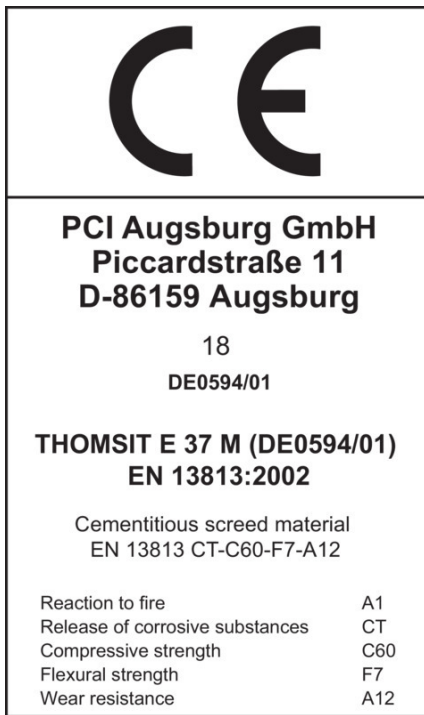 CE
PCI Augsburg GmbH
Piccardstraße 11
D-86159 Augsburg
18
DE0594/01
THOMSIT E 37 M (DE0594/01)
EN 13813:2002
Cementitious screed material
EN 13813 CT-C60-F7-A12
Reaction to fire A1
Release of corrosive substances CT
Compressive strength C60
Flexural strength F7
Wear resistance A12